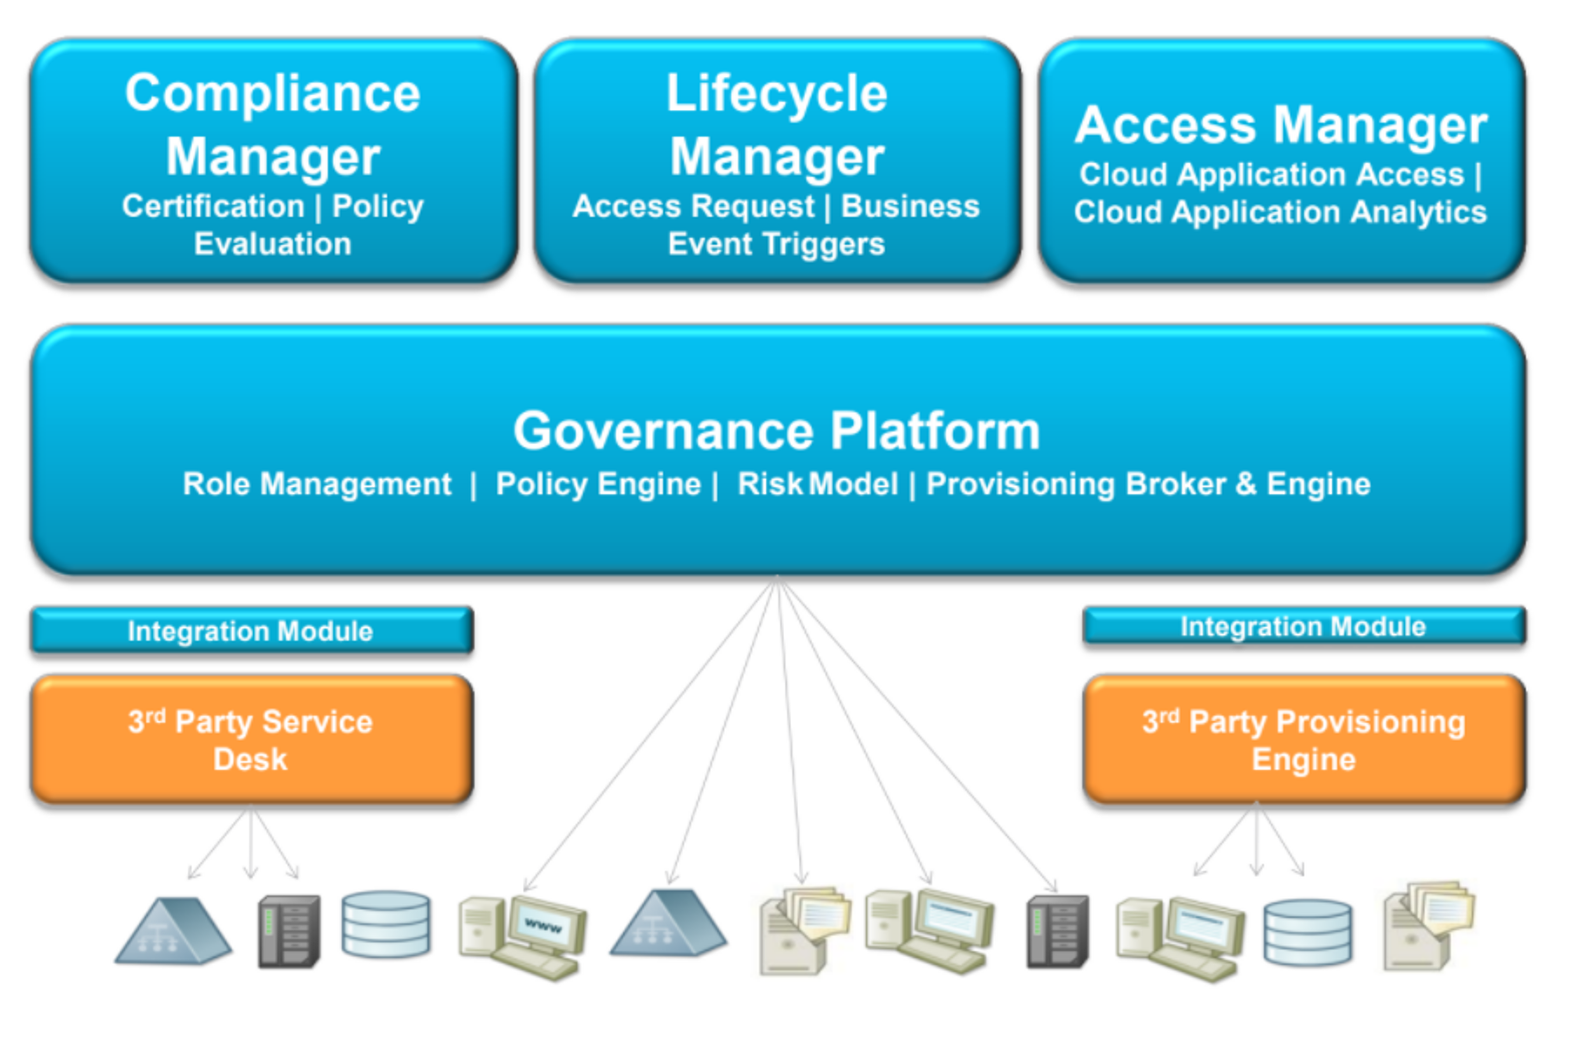 Compliance
Manager
Certification | Policy
Evaluation
Lifecycle
Manager
Access Request | Business
Event Triggers
Access Manager
Cloud Application Access |
Cloud Application Analytics
Governance Platform
Role Management | Policy Engine | Risk Model | Provisioning Broker & Engine
Integration Module
Integration Module
3rd Party Service
Desk
3rd Party Provisioning
Engine
www